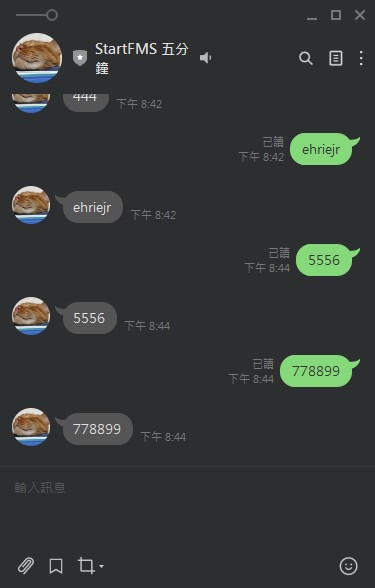 StartFMS 五分
鐘
444
下午 8:42
已讀
下午 8:42
ehriejr
ehriejr
下午 8:42
已讀
下午 8:44
5556
5556
下午 8:44
已讀
下午 8:44
778899
778899
下午 8:44
輸入訊息